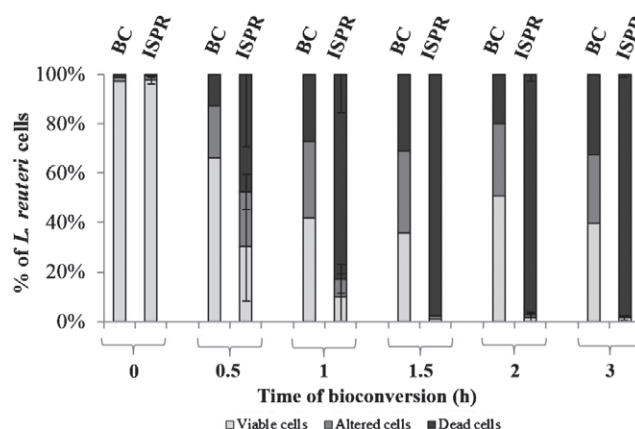 BC ISPR BC ISPR BC ISPR BC ISPR BC ISPR BC ISPR
100%
80%
60%
40%
20%
0%
% of L. reuteri cells
0 0.5 1 1.5 2 3
Time of bioconversion (h)
Viable cells Altered cells Dead cells